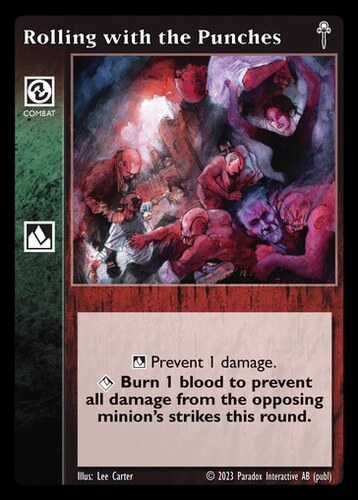 Rolling with the Punches
COMBAT
Prevent 1 damage.
Burn 1 blood to prevent
all damage from the opposing
minion's strikes this round.
Illus: Lee Carter
© 2023 Paradox Interactive AB (publ)